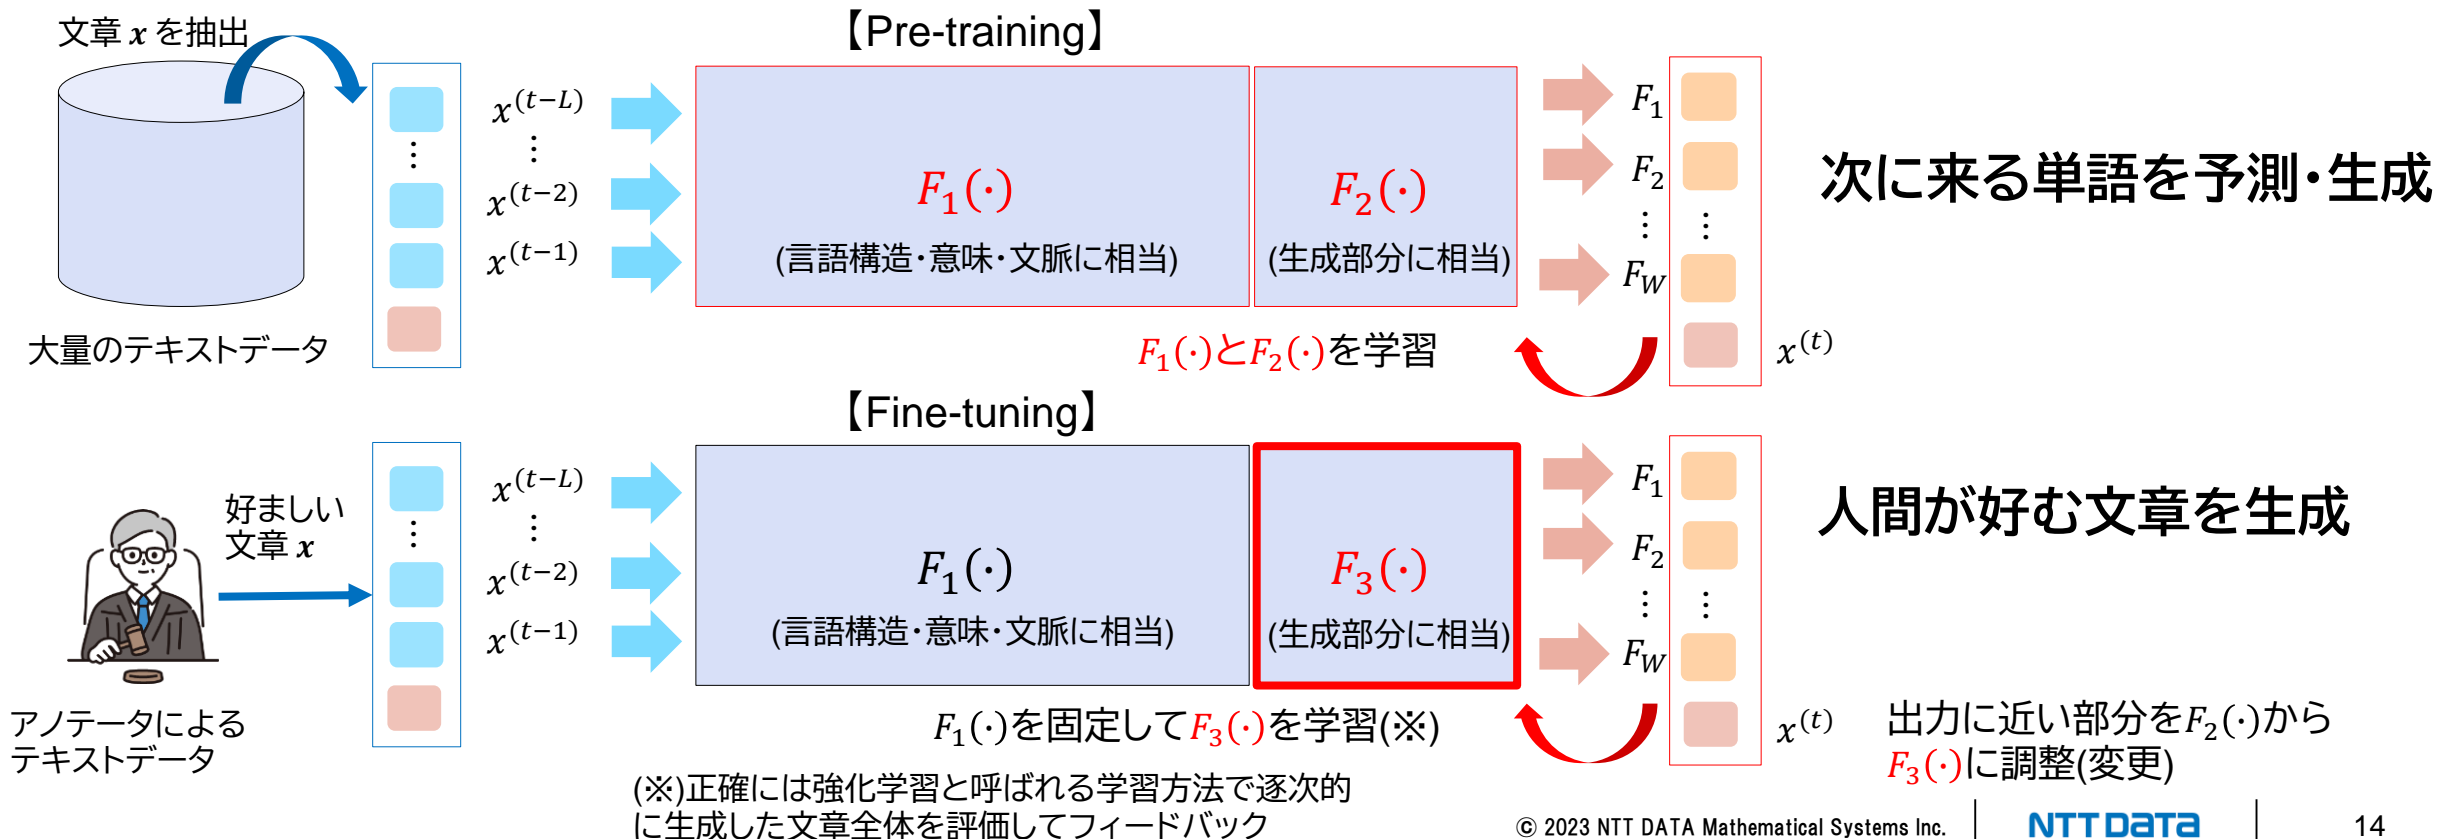 文章 x を抽出
【Pre-training】
x^(t−L)
⋮
x^(t−2)
x^(t−1)
⋮
F₁(·)
(言語構造・意味・文脈に相当)
F₂(·)
(生成部分に相当)
F₁
F₂
⋮
F_W
⋮
x^(t)
次に来る単語を予測・生成
大量のテキストデータ
F₁(·)とF₂(·)を学習
【Fine-tuning】
好ましい
文章 x
x^(t−L)
⋮
x^(t−2)
x^(t−1)
⋮
F₁(·)
(言語構造・意味・文脈に相当)
F₃(·)
(生成部分に相当)
F₁
F₂
⋮
F_W
⋮
x^(t)
人間が好む文章を生成
アノテータによる
テキストデータ
F₁(·)を固定してF₃(·)を学習(※)
出力に近い部分をF₂(·)から
F₃(·)に調整(変更)
(※)正確には強化学習と呼ばれる学習方法で逐次的
に生成した文章全体を評価してフィードバック
© 2023 NTT DATA Mathematical Systems Inc.
NTT DATA
14